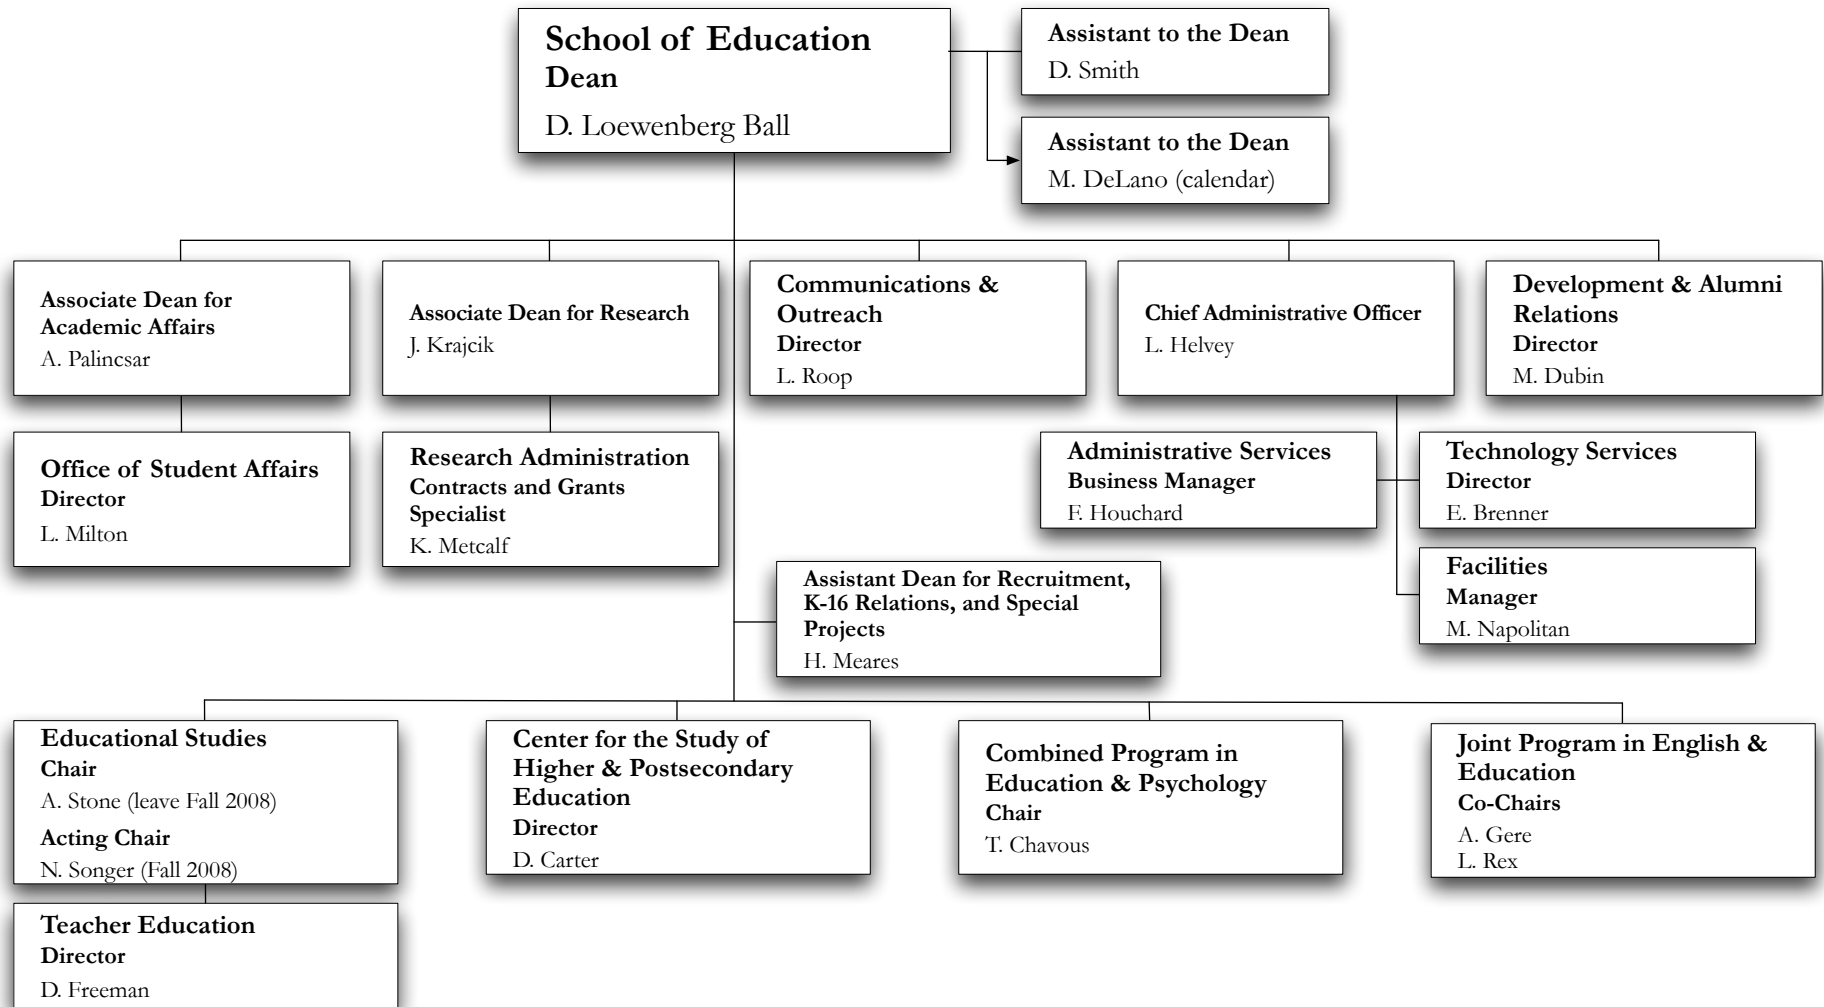 School of Education
Dean
D. Loewenberg Ball
Assistant to the Dean
D. Smith
Assistant to the Dean
M. DeLano (calendar)
Associate Dean for
Academic Affairs
A. Palincsar
Associate Dean for Research
J. Krajcik
Communications &
Outreach
Director
L. Roop
Chief Administrative Officer
L. Helvey
Development & Alumni
Relations
Director
M. Dubin
Office of Student Affairs
Director
L. Milton
Research Administration
Contracts and Grants
Specialist
K. Metcalf
Administrative Services
Business Manager
F. Houchard
Technology Services
Director
E. Brenner
Facilities
Manager
M. Napolitan
Assistant Dean for Recruitment,
K-16 Relations, and Special
Projects
H. Meares
Educational Studies
Chair
A. Stone (leave Fall 2008)
Acting Chair
N. Songer (Fall 2008)
Center for the Study of
Higher & Postsecondary
Education
Director
D. Carter
Combined Program in
Education & Psychology
Chair
T. Chavous
Joint Program in English &
Education
Co-Chairs
A. Gere
L. Rex
Teacher Education
Director
D. Freeman